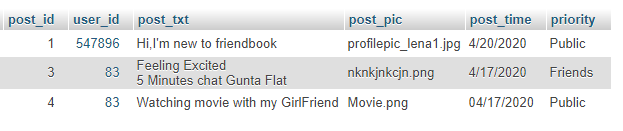 post_id user_id post_txt post_pic post_time priority
1 547896 Hi,I'm new to friendbook profilepic_lena1.jpg 4/20/2020 Public
3 83 Feeling Excited nknkjnkcjn.png 4/17/2020 Friends
5 Minutes chat Gunta Flat
4 83 Watching movie with my GirlFriend Movie.png 04/17/2020 Public